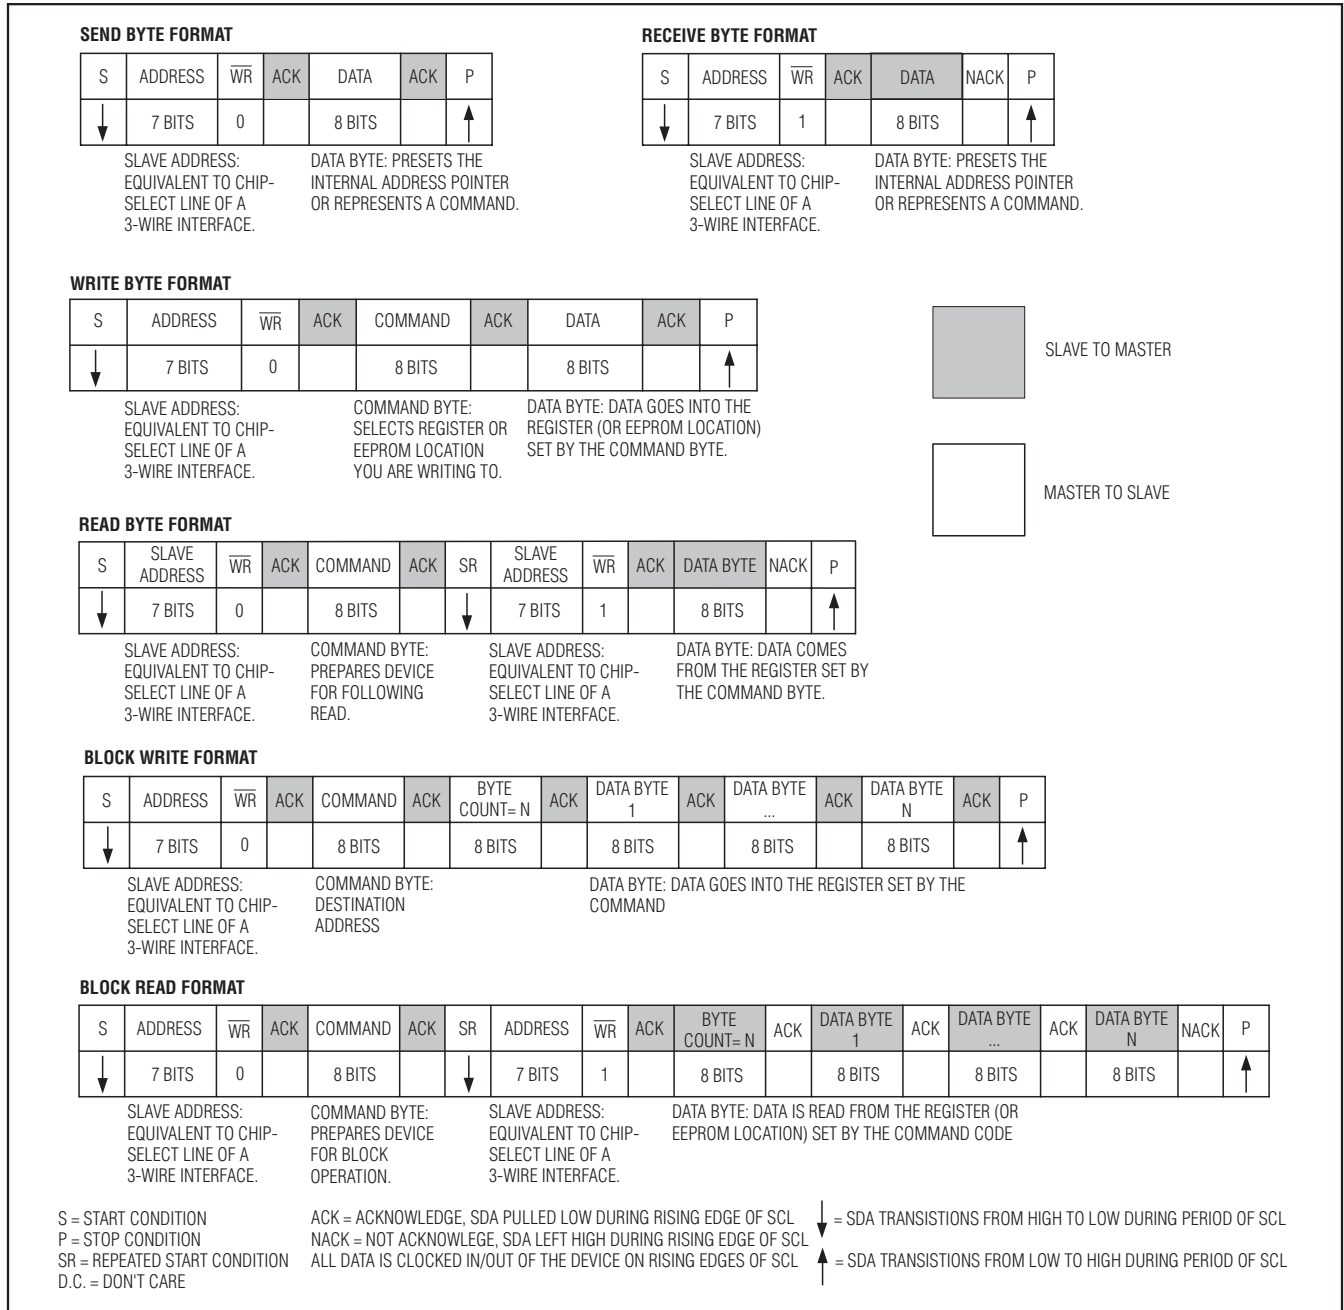 SEND BYTE FORMAT
S ADDRESS WR ACK DATA ACK P
7 BITS 0 8 BITS
SLAVE ADDRESS:
EQUIVALENT TO CHIP-
SELECT LINE OF A
3-WIRE INTERFACE.
DATA BYTE: PRESETS THE
INTERNAL ADDRESS POINTER
OR REPRESENTS A COMMAND.
RECEIVE BYTE FORMAT
S ADDRESS WR ACK DATA NACK P
7 BITS 1 8 BITS
SLAVE ADDRESS:
EQUIVALENT TO CHIP-
SELECT LINE OF A
3-WIRE INTERFACE.
DATA BYTE: PRESETS THE
INTERNAL ADDRESS POINTER
OR REPRESENTS A COMMAND.
WRITE BYTE FORMAT
S ADDRESS WR ACK COMMAND ACK DATA ACK P
7 BITS 0 8 BITS 8 BITS
SLAVE ADDRESS:
EQUIVALENT TO CHIP-
SELECT LINE OF A
3-WIRE INTERFACE.
COMMAND BYTE:
SELECTS REGISTER OR
EEPROM LOCATION
YOU ARE WRITING TO.
DATA BYTE: DATA GOES INTO THE
REGISTER (OR EEPROM LOCATION)
SET BY THE COMMAND BYTE.
SLAVE TO MASTER
MASTER TO SLAVE
READ BYTE FORMAT
S SLAVE ADDRESS WR ACK COMMAND ACK SR SLAVE ADDRESS WR ACK DATA BYTE NACK P
7 BITS 0 8 BITS 7 BITS 1 8 BITS
SLAVE ADDRESS:
EQUIVALENT TO CHIP-
SELECT LINE OF A
3-WIRE INTERFACE.
COMMAND BYTE:
PREPARES DEVICE
FOR FOLLOWING
READ.
SLAVE ADDRESS:
EQUIVALENT TO CHIP-
SELECT LINE OF A
3-WIRE INTERFACE.
DATA BYTE: DATA COMES
FROM THE REGISTER SET BY
THE COMMAND BYTE.
BLOCK WRITE FORMAT
S ADDRESS WR ACK COMMAND ACK BYTE COUNT= N ACK DATA BYTE 1 ACK DATA BYTE ... ACK DATA BYTE N ACK P
7 BITS 0 8 BITS 8 BITS 8 BITS 8 BITS 8 BITS
SLAVE ADDRESS:
EQUIVALENT TO CHIP-
SELECT LINE OF A
3-WIRE INTERFACE.
COMMAND BYTE:
DESTINATION
ADDRESS
DATA BYTE: DATA GOES INTO THE REGISTER SET BY THE
COMMAND
BLOCK READ FORMAT
S ADDRESS WR ACK COMMAND ACK SR ADDRESS WR ACK BYTE COUNT= N ACK DATA BYTE 1 ACK DATA BYTE ... ACK DATA BYTE N NACK P
7 BITS 0 8 BITS 7 BITS 1 8 BITS 8 BITS 8 BITS 8 BITS
SLAVE ADDRESS:
EQUIVALENT TO CHIP-
SELECT LINE OF A
3-WIRE INTERFACE.
COMMAND BYTE:
PREPARES DEVICE
FOR BLOCK
OPERATION.
SLAVE ADDRESS:
EQUIVALENT TO CHIP-
SELECT LINE OF A
3-WIRE INTERFACE.
DATA BYTE: DATA IS READ FROM THE REGISTER (OR
EEPROM LOCATION) SET BY THE COMMAND CODE
S = START CONDITION
P = STOP CONDITION
SR = REPEATED START CONDITION
D.C. = DON'T CARE
ACK = ACKNOWLEDGE, SDA PULLED LOW DURING RISING EDGE OF SCL
NACK = NOT ACKNOWLEGE, SDA LEFT HIGH DURING RISING EDGE OF SCL
ALL DATA IS CLOCKED IN/OUT OF THE DEVICE ON RISING EDGES OF SCL
= SDA TRANSISTIONS FROM HIGH TO LOW DURING PERIOD OF SCL
= SDA TRANSISTIONS FROM LOW TO HIGH DURING PERIOD OF SCL